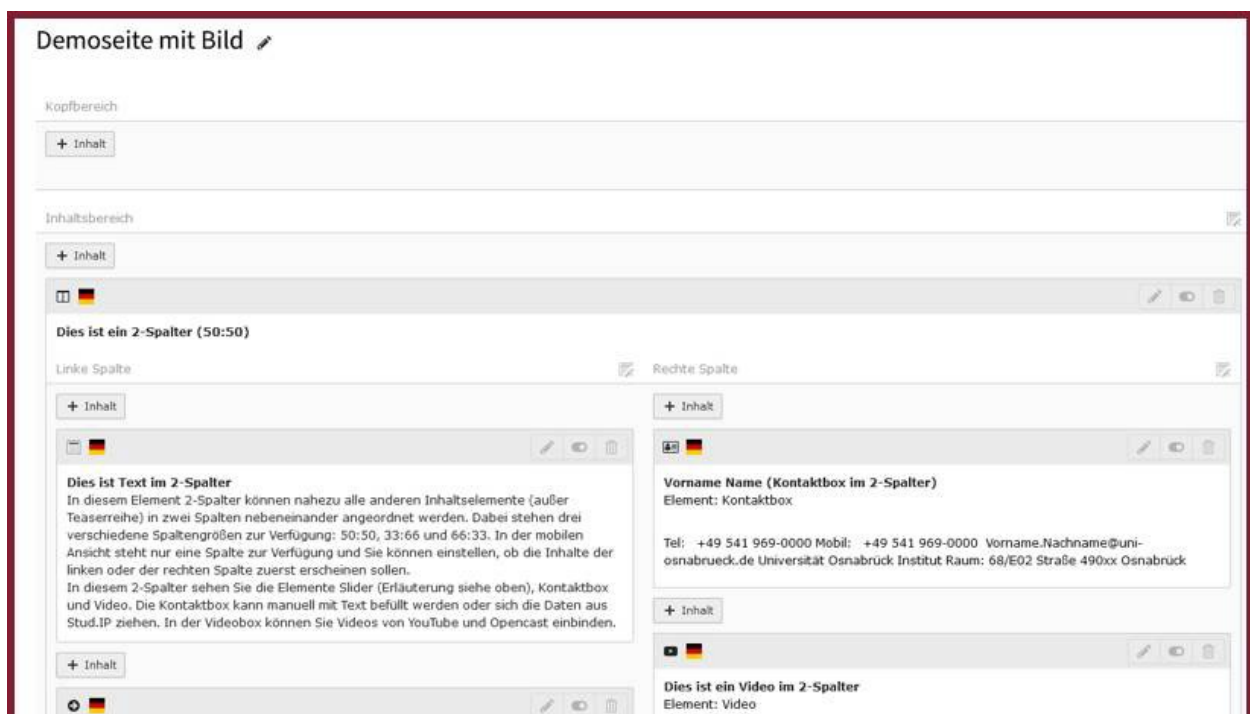 Demoseite mit Bild
Kopfbereich
+ Inhalt
Inhaltsbereich
+ Inhalt
Dies ist ein 2-Spalter (50:50)
Linke Spalte
+ Inhalt
Dies ist Text im 2-Spalter
In diesem Element 2-Spalter können nahezu alle anderen Inhaltselemente (außer
Teaserreihe) in zwei Spalten nebeneinander angeordnet werden. Dabei stehen drei
verschiedene Spaltengrößen zur Verfügung: 50:50, 33:66 und 66:33. In der mobilen
Ansicht steht nur eine Spalte zur Verfügung und Sie können einstellen, ob die Inhalte der
linken oder der rechten Spalte zuerst erscheinen sollen.
In diesem 2-Spalter sehen Sie die Elemente Slider (Erläuterung siehe oben), Kontaktbox
und Video. Die Kontaktbox kann manuell mit Text befüllt werden oder sich die Daten aus
Stud.IP ziehen. In der Videobox können Sie Videos von YouTube und Opencast einbinden.
+ Inhalt
Rechte Spalte
+ Inhalt
Vorname Name (Kontaktbox im 2-Spalter)
Element: Kontaktbox
Tel: +49 541 969-0000 Mobil: +49 541 969-0000 Vorname.Nachname@uni-
osnabrueck.de Universität Osnabrück Institut Raum: 68/E02 Straße 490xx Osnabrück
+ Inhalt
Dies ist ein Video im 2-Spalter
Element: Video